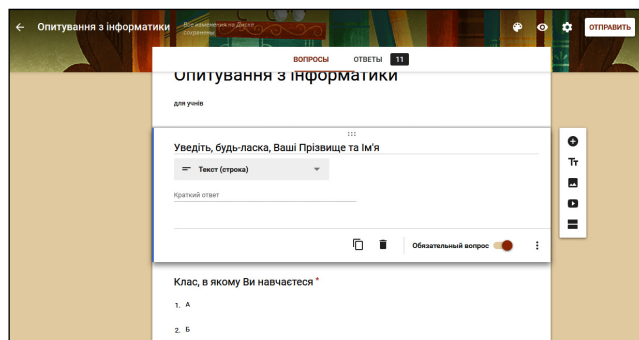 Опитування з інформатики
Все изменения на Диске
сохранены
ОТПРАВИТЬ
ВОПРОСЫ ОТВЕТЫ 11
Опитування з інформатики
для учнів
Уведіть, будь-ласка, Ваші Прізвище та Ім'я
Текст (строка)
Краткий ответ
Обязательный вопрос
Клас, в якому Ви навчаєтеся *
1. А
2. Б
Тт